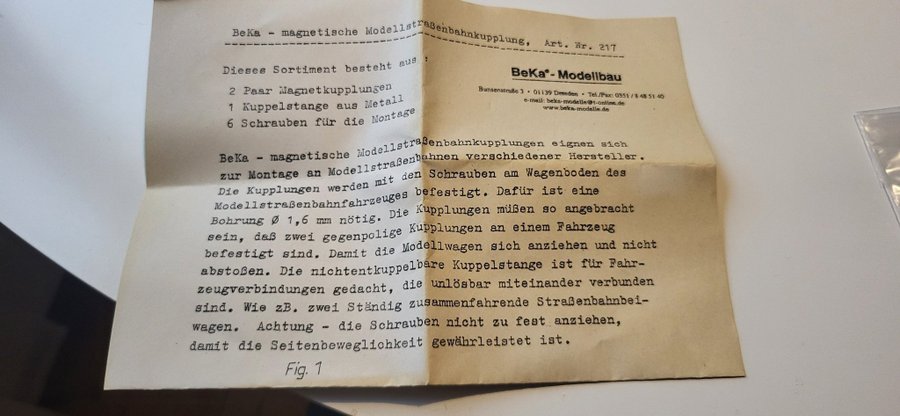 BeKa - magnetische Modellstraßenbahnkupplung, Art. Nr. 217
Dieses Sortiment besteht aus :
2 Paar Magnetkupplungen
1 Kuppelstange aus Metall
6 Schrauben für die Montage
BeKa® - Modellbau
Bunsenstraße 3 • 01139 Dresden • Tel./Fax: 0351 / 8 48 51 40
e-mail: beka-modelle@t-online.de
www.beka-modelle.de
BeKa - magnetische Modellstraßenbahnkupplungen eignen sich
zur Montage an Modellstraßenbahnen verschiedener Hersteller.
Die Kupplungen werden mit den Schrauben am Wagenboden des
Modellstraßenbahnfahrzeuges befestigt. Dafür ist eine
Bohrung Ø 1,6 mm nötig. Die Kupplungen müßen so angebracht
sein, daß zwei gegenpolige Kupplungen an einem Fahrzeug
befestigt sind. Damit die Modellwagen sich anziehen und nicht
abstoßen. Die nichtentkuppelbare Kuppelstange ist für Fahr-
zeugverbindungen gedacht, die unlösbar miteinander verbunden
sind. Wie zB. zwei Ständig zusammenfahrende Straßenbahnbei-
wagen. Achtung - die Schrauben nicht zu fest anziehen,
damit die Seitenbeweglichkeit gewährleistet ist.
Fig. 1